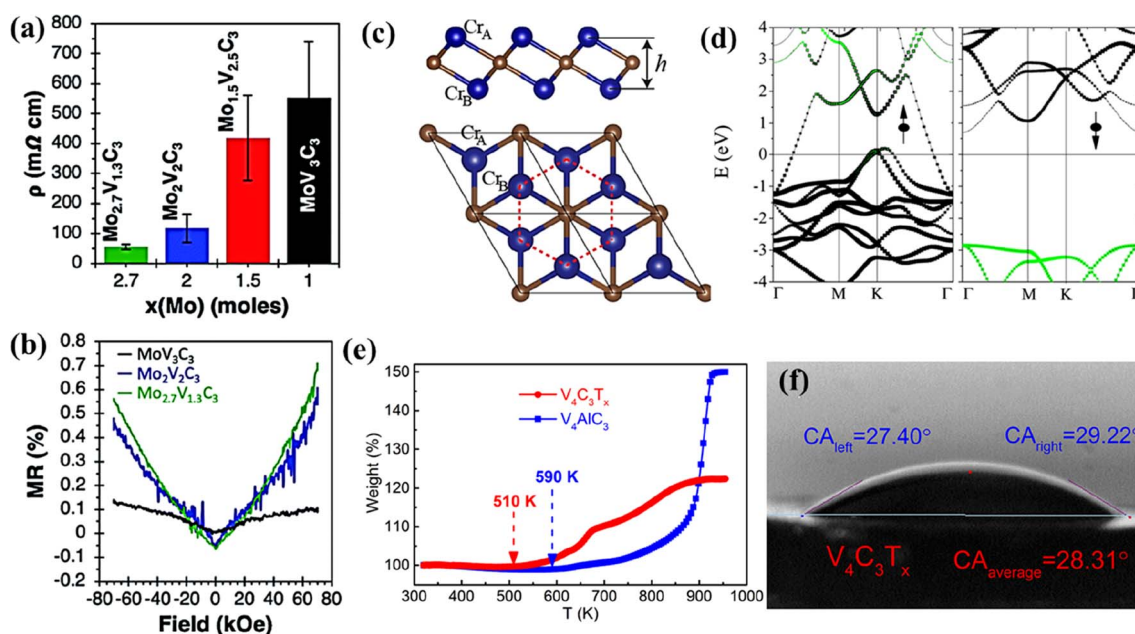 (a)
800
700
600
500
400
300
200
100
0
ρ (mΩ cm)
Mo2.7V1.3C3
Mo2V2C3
Mo1.5V2.5C3
MoV3C3
2.7 2 1.5 1
x(Mo) (moles)
(b)
0.8
0.7
0.6
0.5
0.4
0.3
0.2
0.1
0
-0.1
-0.2
MR (%)
MoV3C3
Mo2V2C3
Mo2.7V1.3C3
-80 -60 -40 -20 0 20 40 60 80
Field (kOe)
(c)
CrA
CrB
h
CrA
CrB
(d)
E (eV)
4
3
2
1
0
-1
-2
-3
-4
Γ M K Γ
Γ M K
(e)
150
140
130
120
110
100
Weight (%)
V4C3Tx
V4AlC3
510 K
590 K
300 400 500 600 700 800 900 1000
T (K)
(f)
CAleft=27.40°
CAright=29.22°
V4C3Tx
CAaverage=28.31°